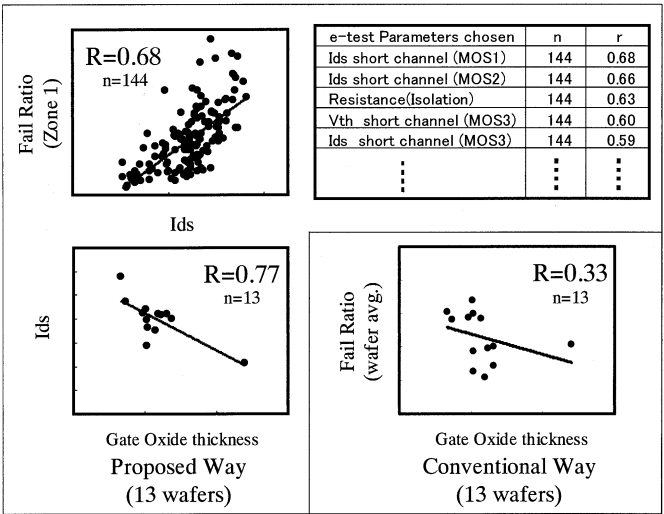 R=0.68
n=144
Fail Ratio
(Zone 1)
Ids
e-test Parameters chosen n r
Ids short channel (MOS1) 144 0.68
Ids short channel (MOS2) 144 0.66
Resistance(Isolation) 144 0.63
Vth short channel (MOS3) 144 0.60
Ids short channel (MOS3) 144 0.59
R=0.77
n=13
Ids
Gate Oxide thickness
Proposed Way
(13 wafers)
R=0.33
n=13
Fail Ratio
(wafer avg.)
Gate Oxide thickness
Conventional Way
(13 wafers)